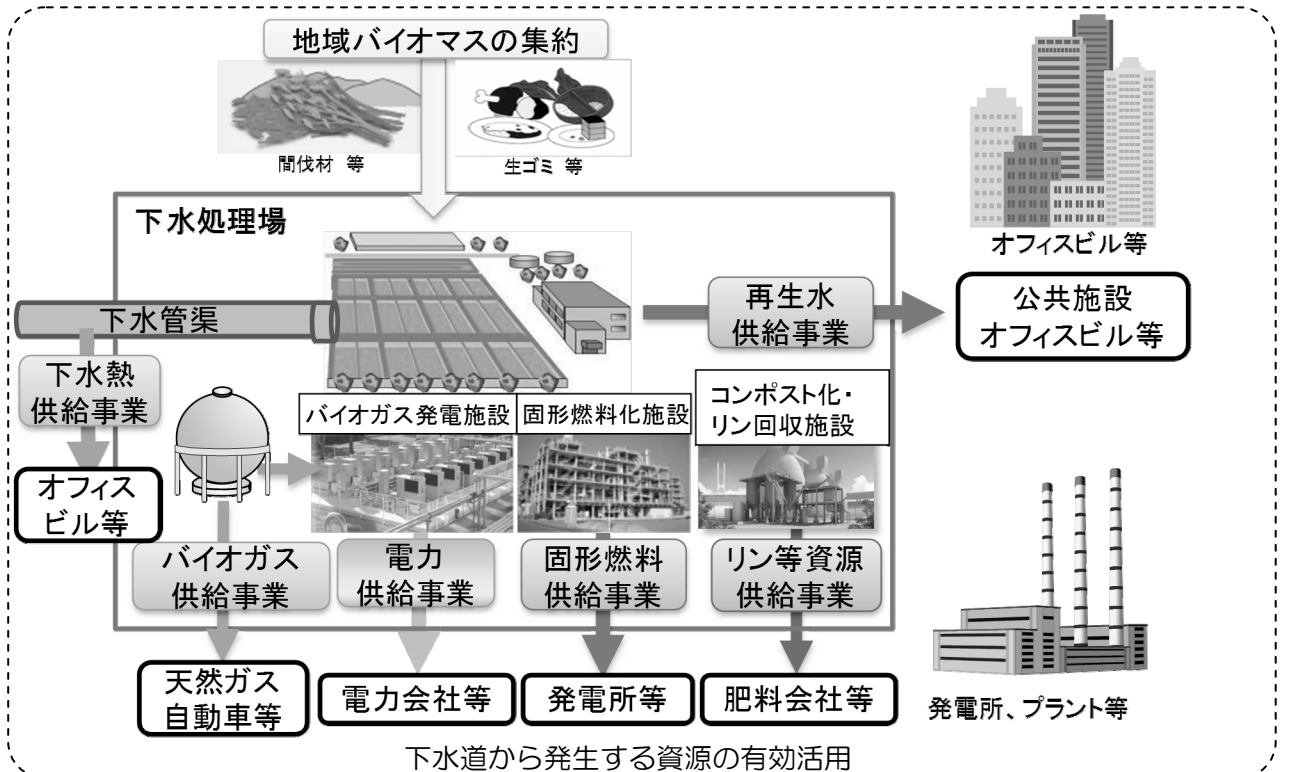 地域バイオマスの集約
間伐材 等
生ゴミ 等
オフィスビル等
下水処理場
下水管渠
再生水
供給事業
公共施設
オフィスビル等
下水熱
供給事業
オフィス
ビル等
バイオガス発電施設
固形燃料化施設
コンポスト化・
リン回収施設
バイオガス
供給事業
電力
供給事業
固形燃料
供給事業
リン等資源
供給事業
天然ガス
自動車等
電力会社等
発電所等
肥料会社等
発電所、プラント等
下水道から発生する資源の有効活用